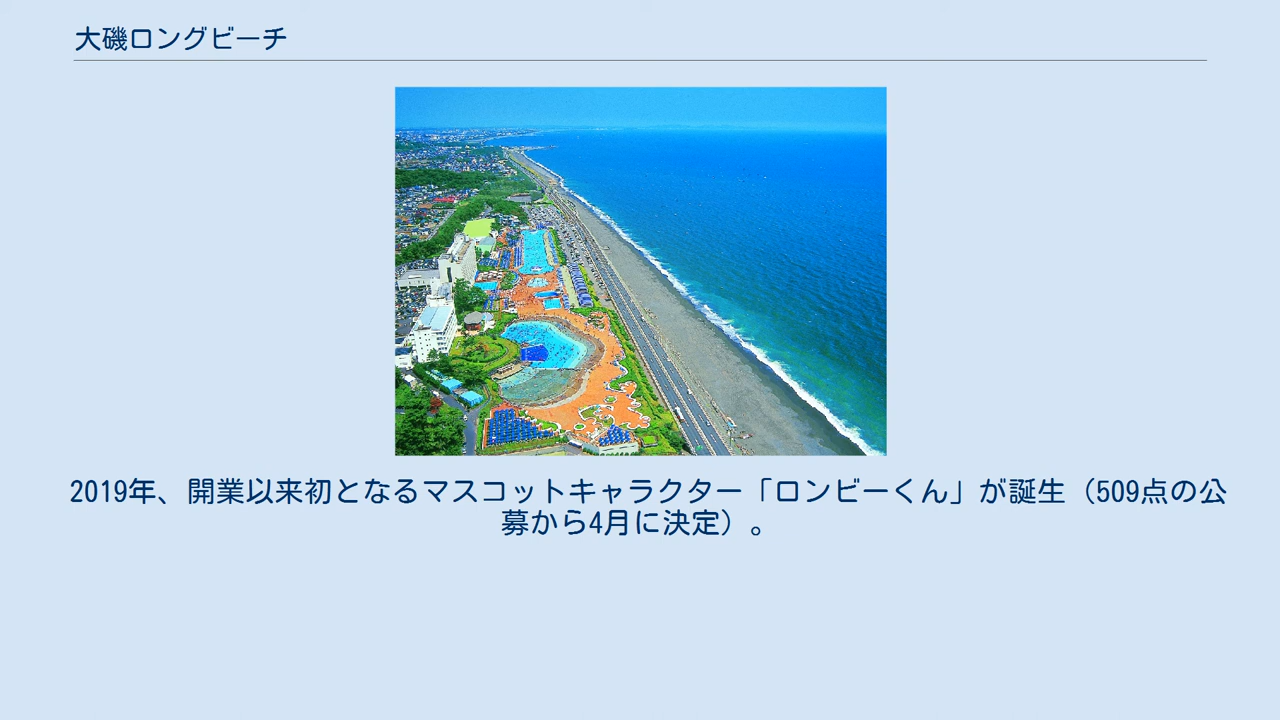 大磯ロングビーチ
2019年、開業以来初となるマスコットキャラクター「ロンビーくん」が誕生（509点の公
募から4月に決定）。